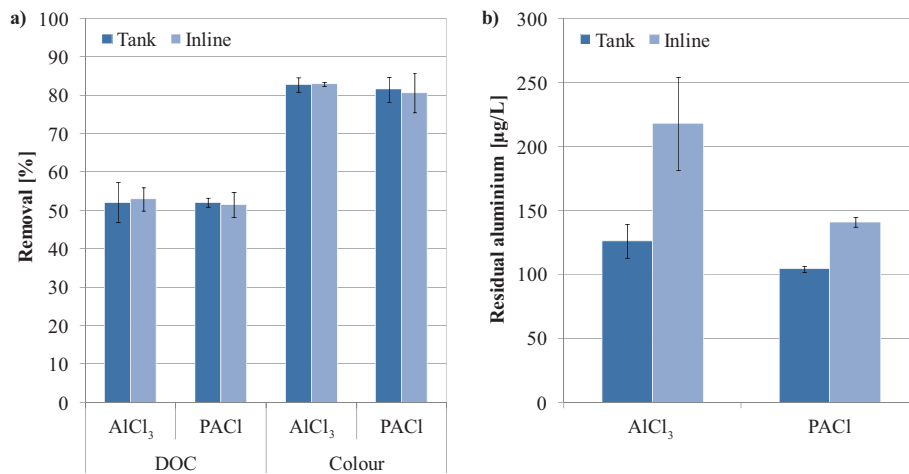 a)
Tank Inline
Removal [%]
100
90
80
70
60
50
40
30
20
10
0
AlCl₃ PACl AlCl₃ PACl
DOC Colour
b)
Tank Inline
Residual aluminium [µg/L]
300
250
200
150
100
50
0
AlCl₃ PACl